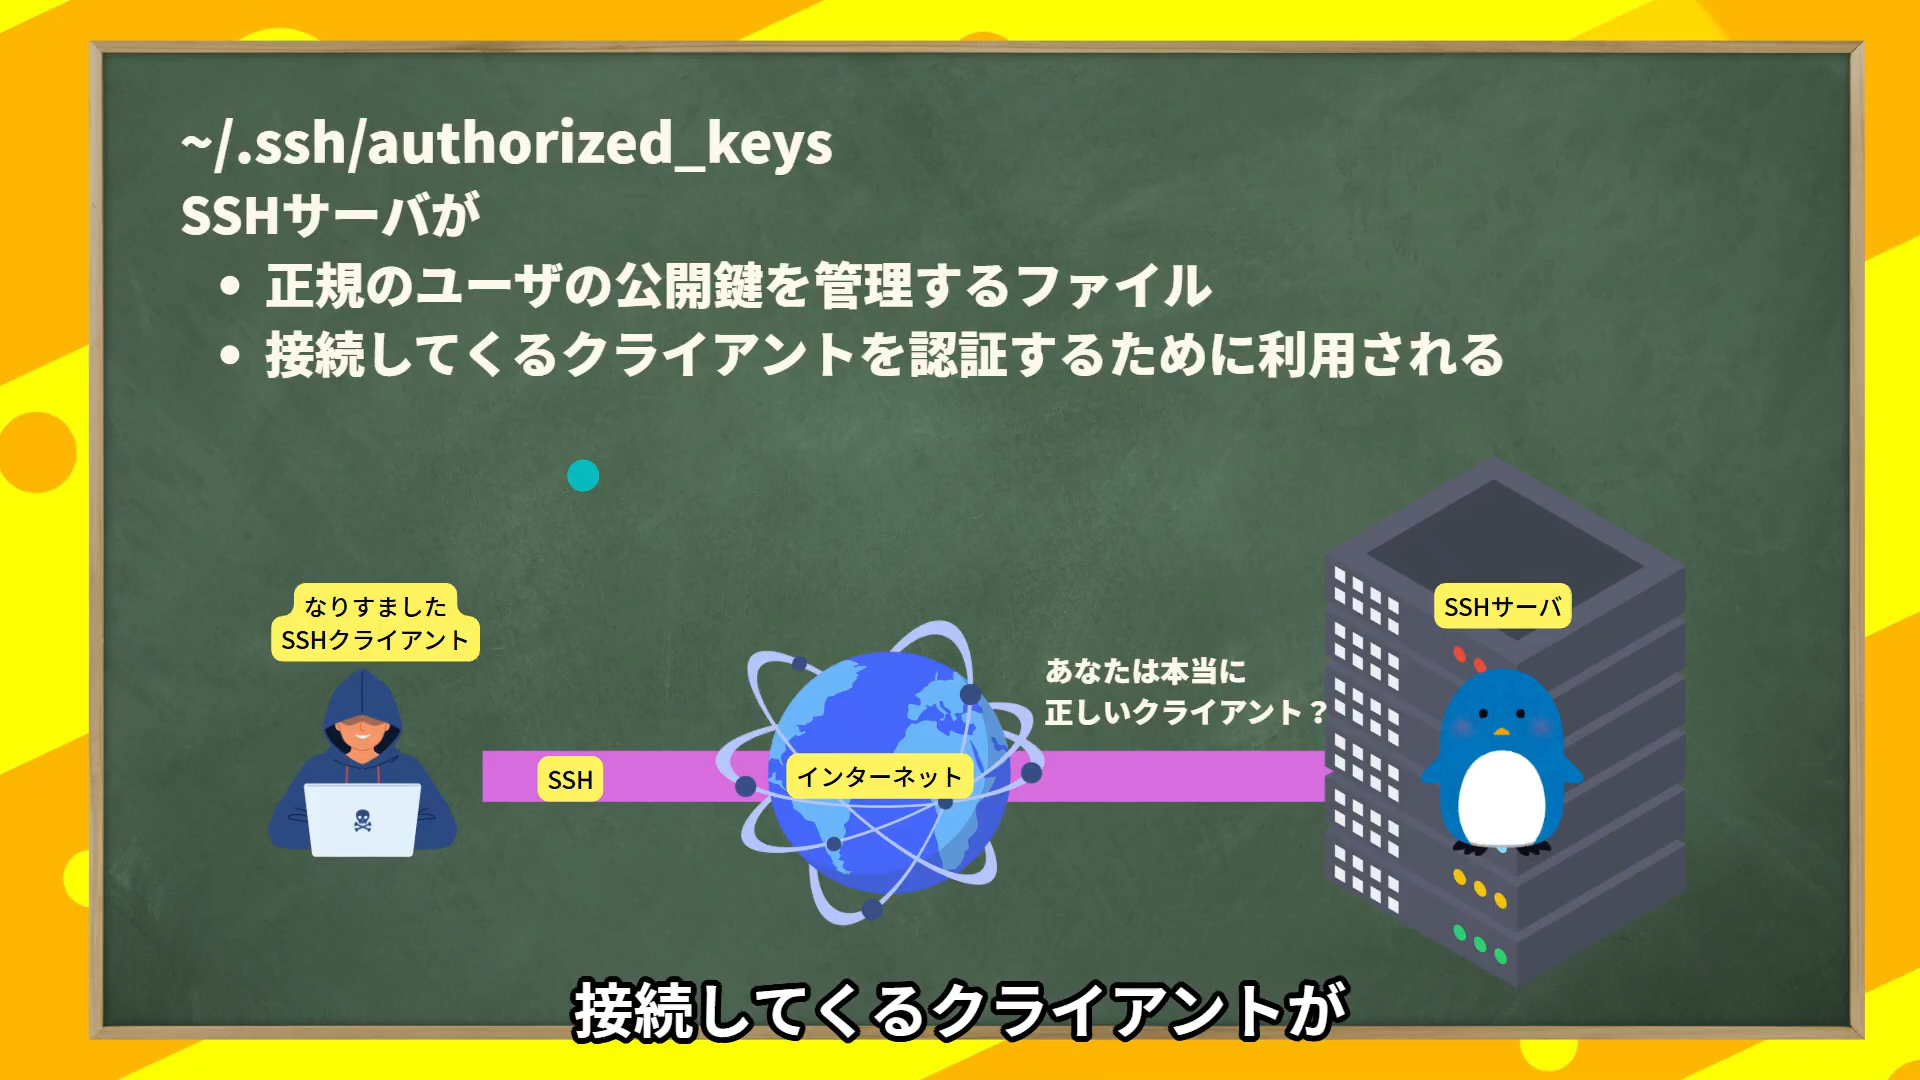 ~/.ssh/authorized_keys
SSHサーバが
• 正規のユーザの公開鍵を管理するファイル
• 接続してくるクライアントを認証するために利用される
なりすました
SSHクライアント
SSH
インターネット
あなたは本当に
正しいクライアント？
SSHサーバ
接続してくるクライアントが